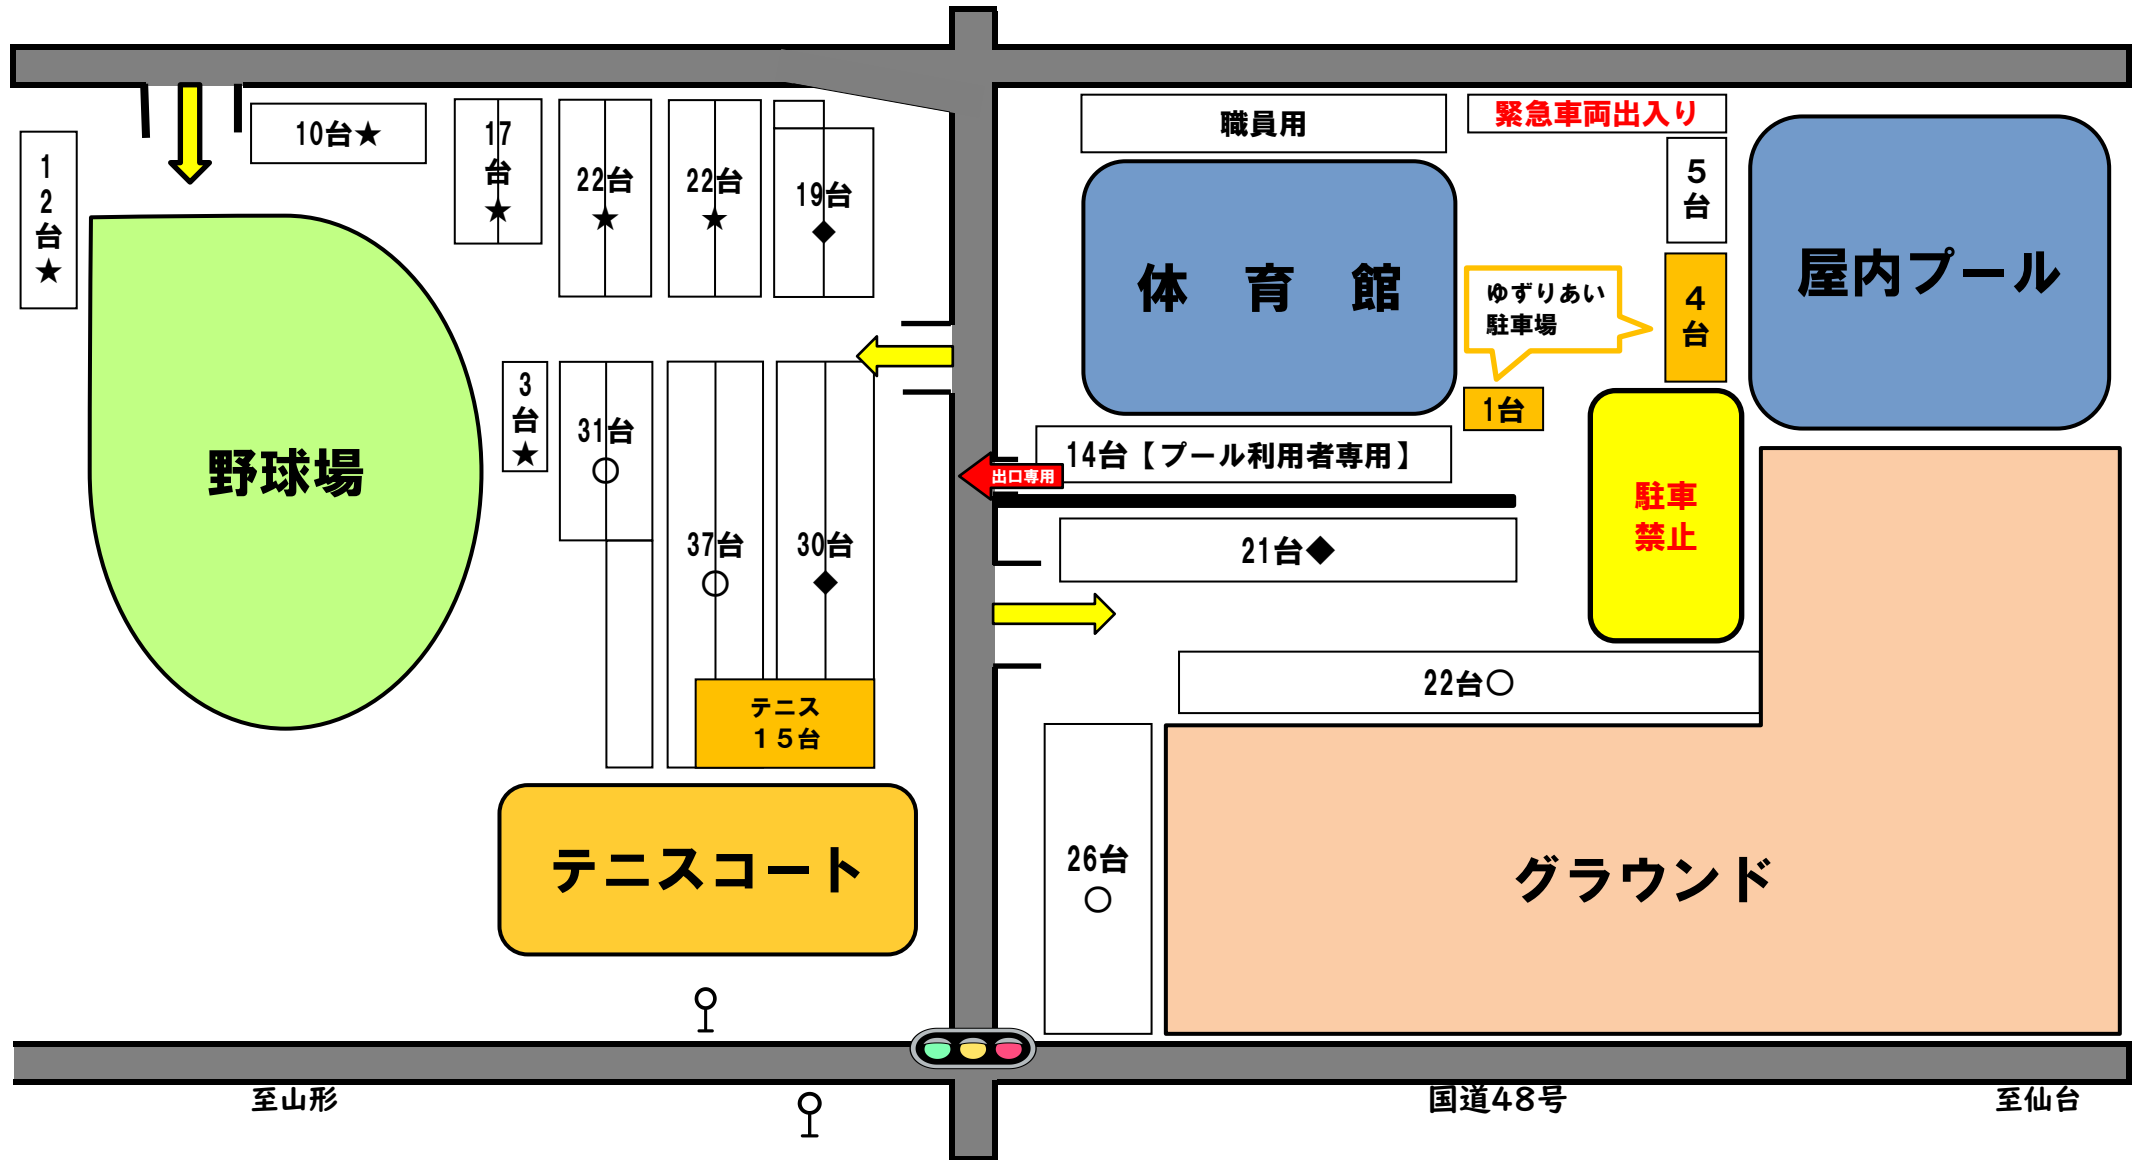 職員用
緊急車両出入り
10台★
17
台
★
22台
★
22台
★
19台
◆
1
2
台
★
5
台
体　育　館
屋内プール
ゆずりあい
駐車場
4
台
1台
3
台
★
31台
○
14台【プール利用者専用】
出口専用
野球場
駐車
禁止
37台
○
30台
◆
21台◆
22台○
テニス
１５台
テニスコート
26台
○
グラウンド
至山形
国道48号
至仙台